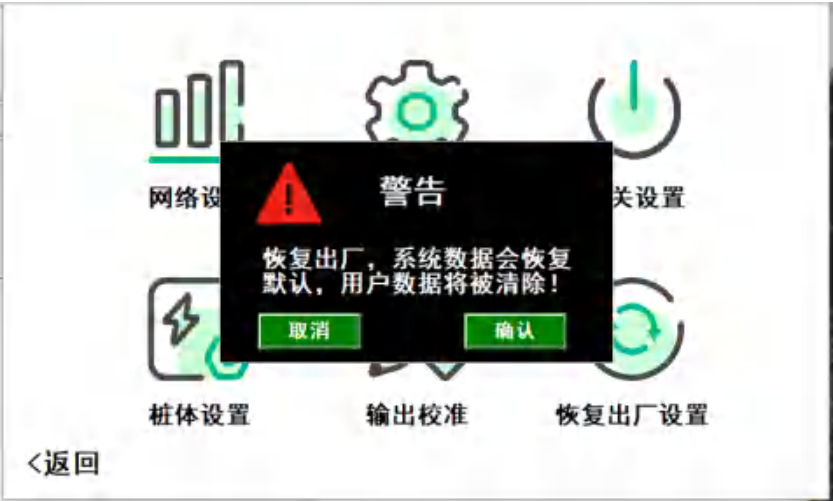 网络设
关设置
警告
恢复出厂，系统数据会恢复
默认，用户数据将被清除！
取消
确认
桩体设置
输出校准
恢复出厂设置
<返回